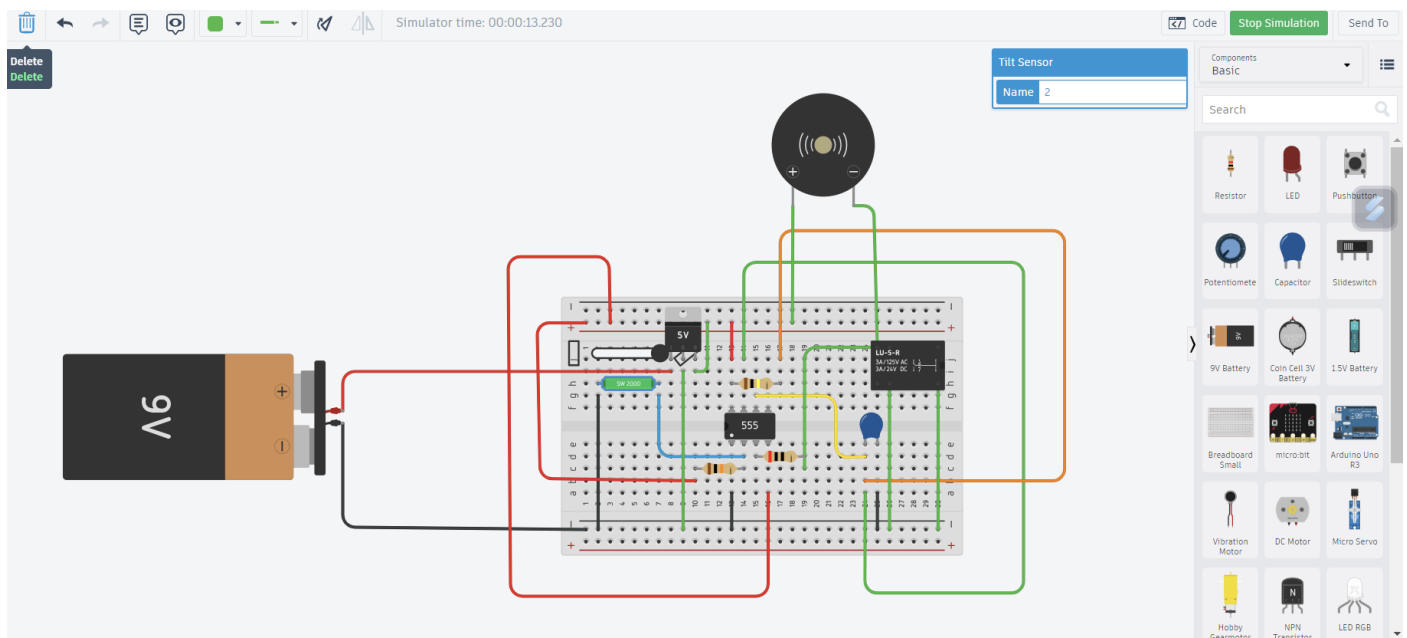 Simulator time: 00:00:13.230
Code
Stop Simulation
Send To
Delete
Delete
Tilt Sensor
Name
2
Components
Basic
Search
Resistor
LED
Pushbutton
Potentiomete
Capacitor
Slideswitch
9V Battery
Coin Cell 3V
Battery
1.5V Battery
Breadboard
Small
micro:bit
Arduino Uno
R3
Vibration
Motor
DC Motor
Micro Servo
Hobby
Gearmotor
NPN
Transistor
LED RGB
9V
5V
SW 2000
555
LU-5-R
3A/125V AC
3A/24V DC